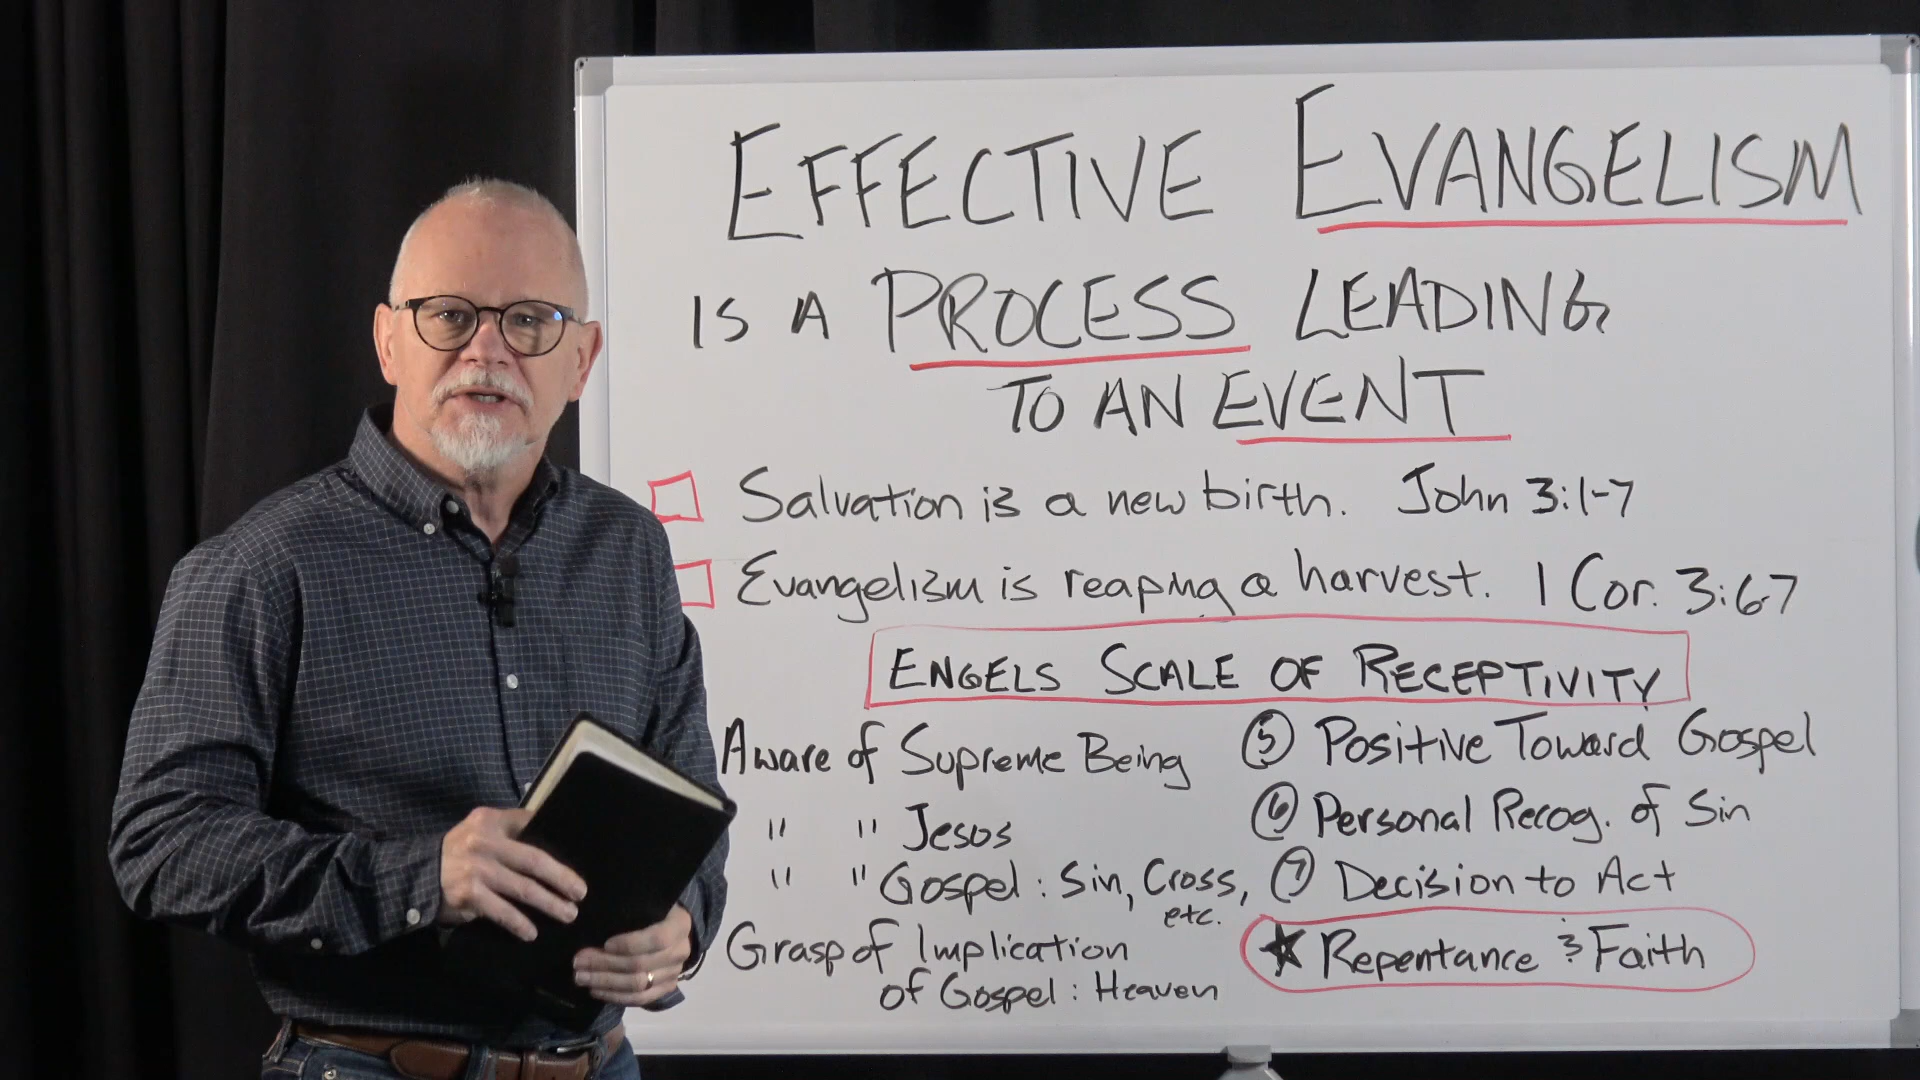 EFFECTIVE EVANGELISM
IS A PROCESS LEADING
TO AN EVENT
Salvation is a new birth. John 3:1-7
Evangelism is reaping a harvest. 1 Cor. 3:6-7
ENGELS SCALE OF RECEPTIVITY
Aware of Supreme Being
" " Jesus
" " Gospel: Sin, Cross,
etc.
Grasp of Implication
of Gospel: Heaven
⑤ Positive Toward Gospel
⑥ Personal Recog. of Sin
⑦ Decision to Act
★ Repentance & Faith